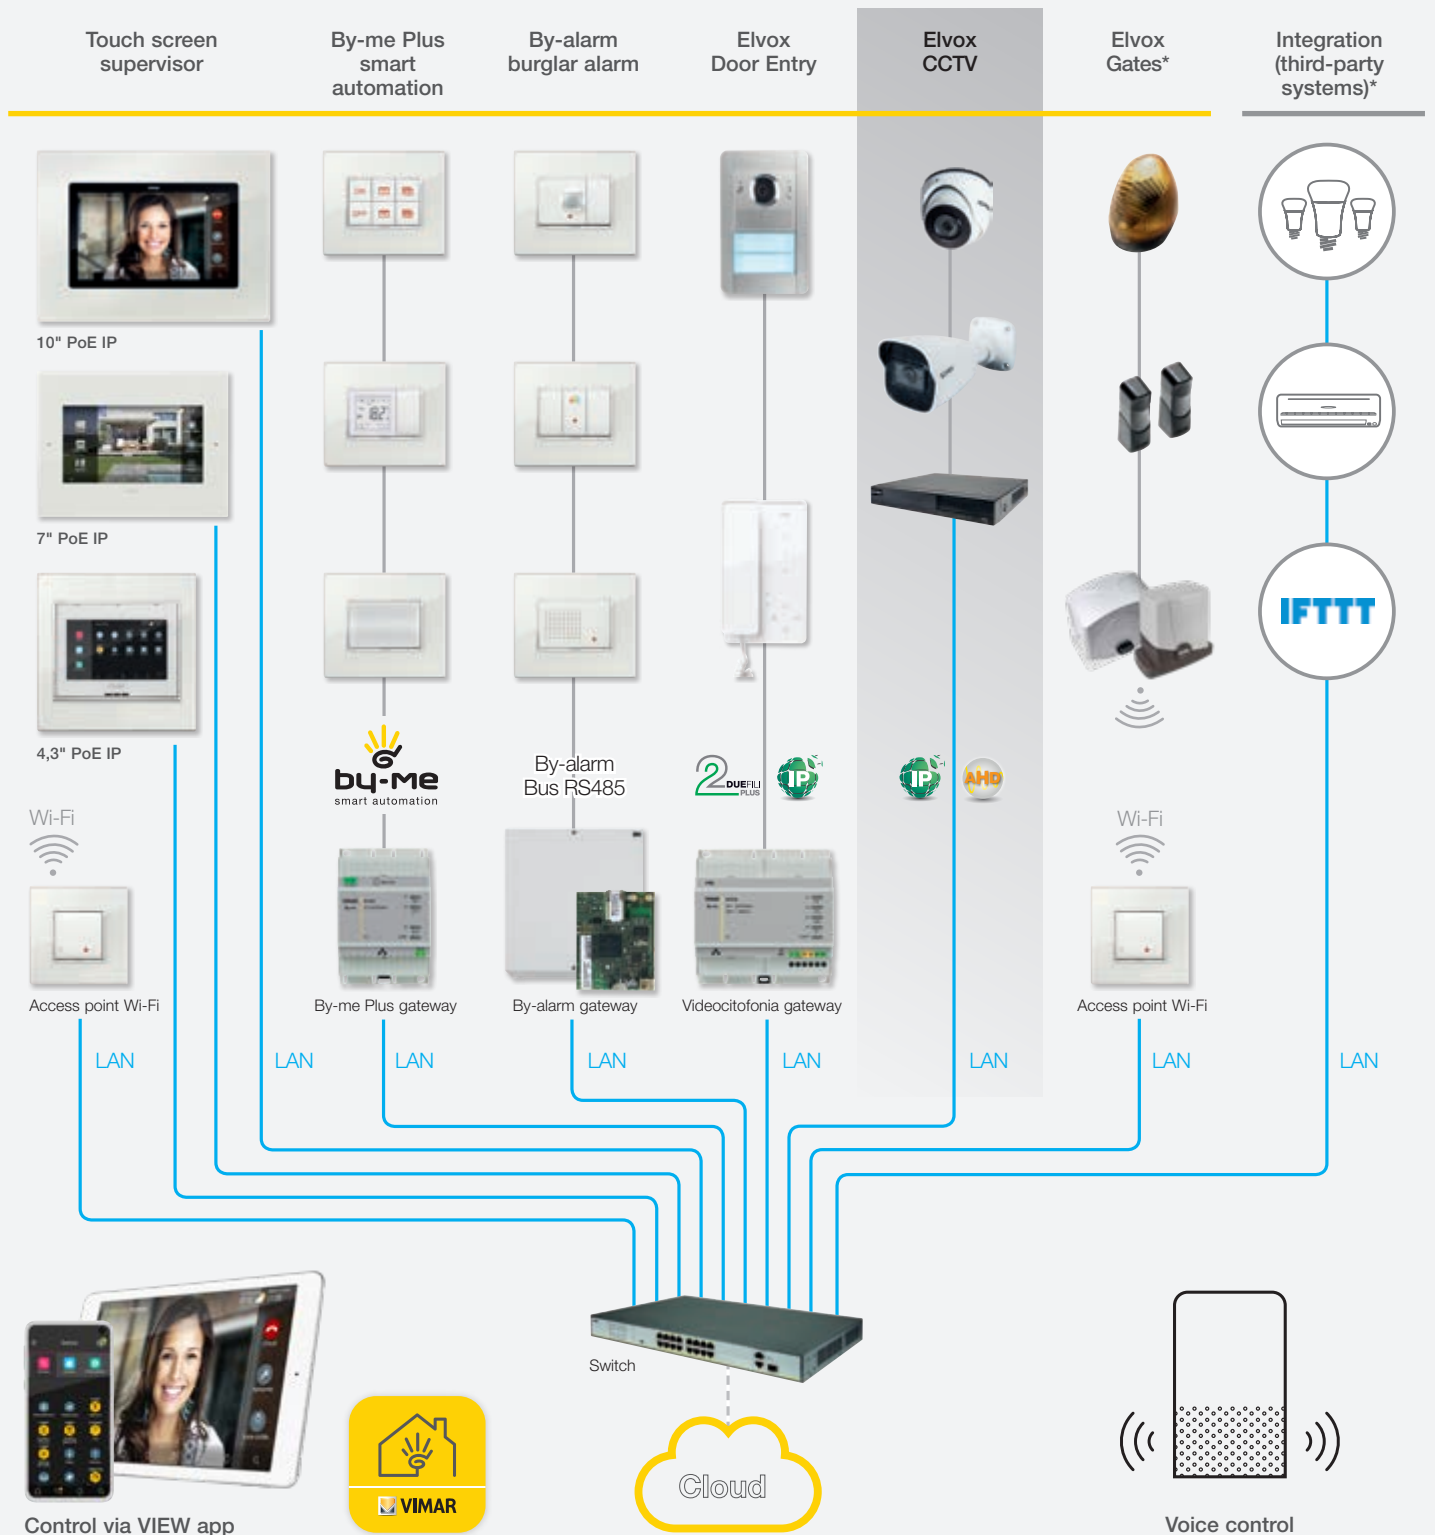 Touch screen
supervisor
By-me Plus
smart
automation
By-alarm
burglar alarm
Elvox
Door Entry
Elvox
CCTV
Elvox
Gates*
Integration
(third-party
systems)*
10" PoE IP
7" PoE IP
4,3" PoE IP
IFTTT
by-me
smart automation
By-alarm
Bus RS485
2 DUEFILI
PLUS
IP
IP
AHD
Wi-Fi
Wi-Fi
Access point Wi-Fi
By-me Plus gateway
By-alarm gateway
Videocitofonia gateway
Access point Wi-Fi
LAN
LAN
LAN
LAN
LAN
LAN
LAN
LAN
Switch
Cloud
VIMAR
Control via VIEW app
Voice control